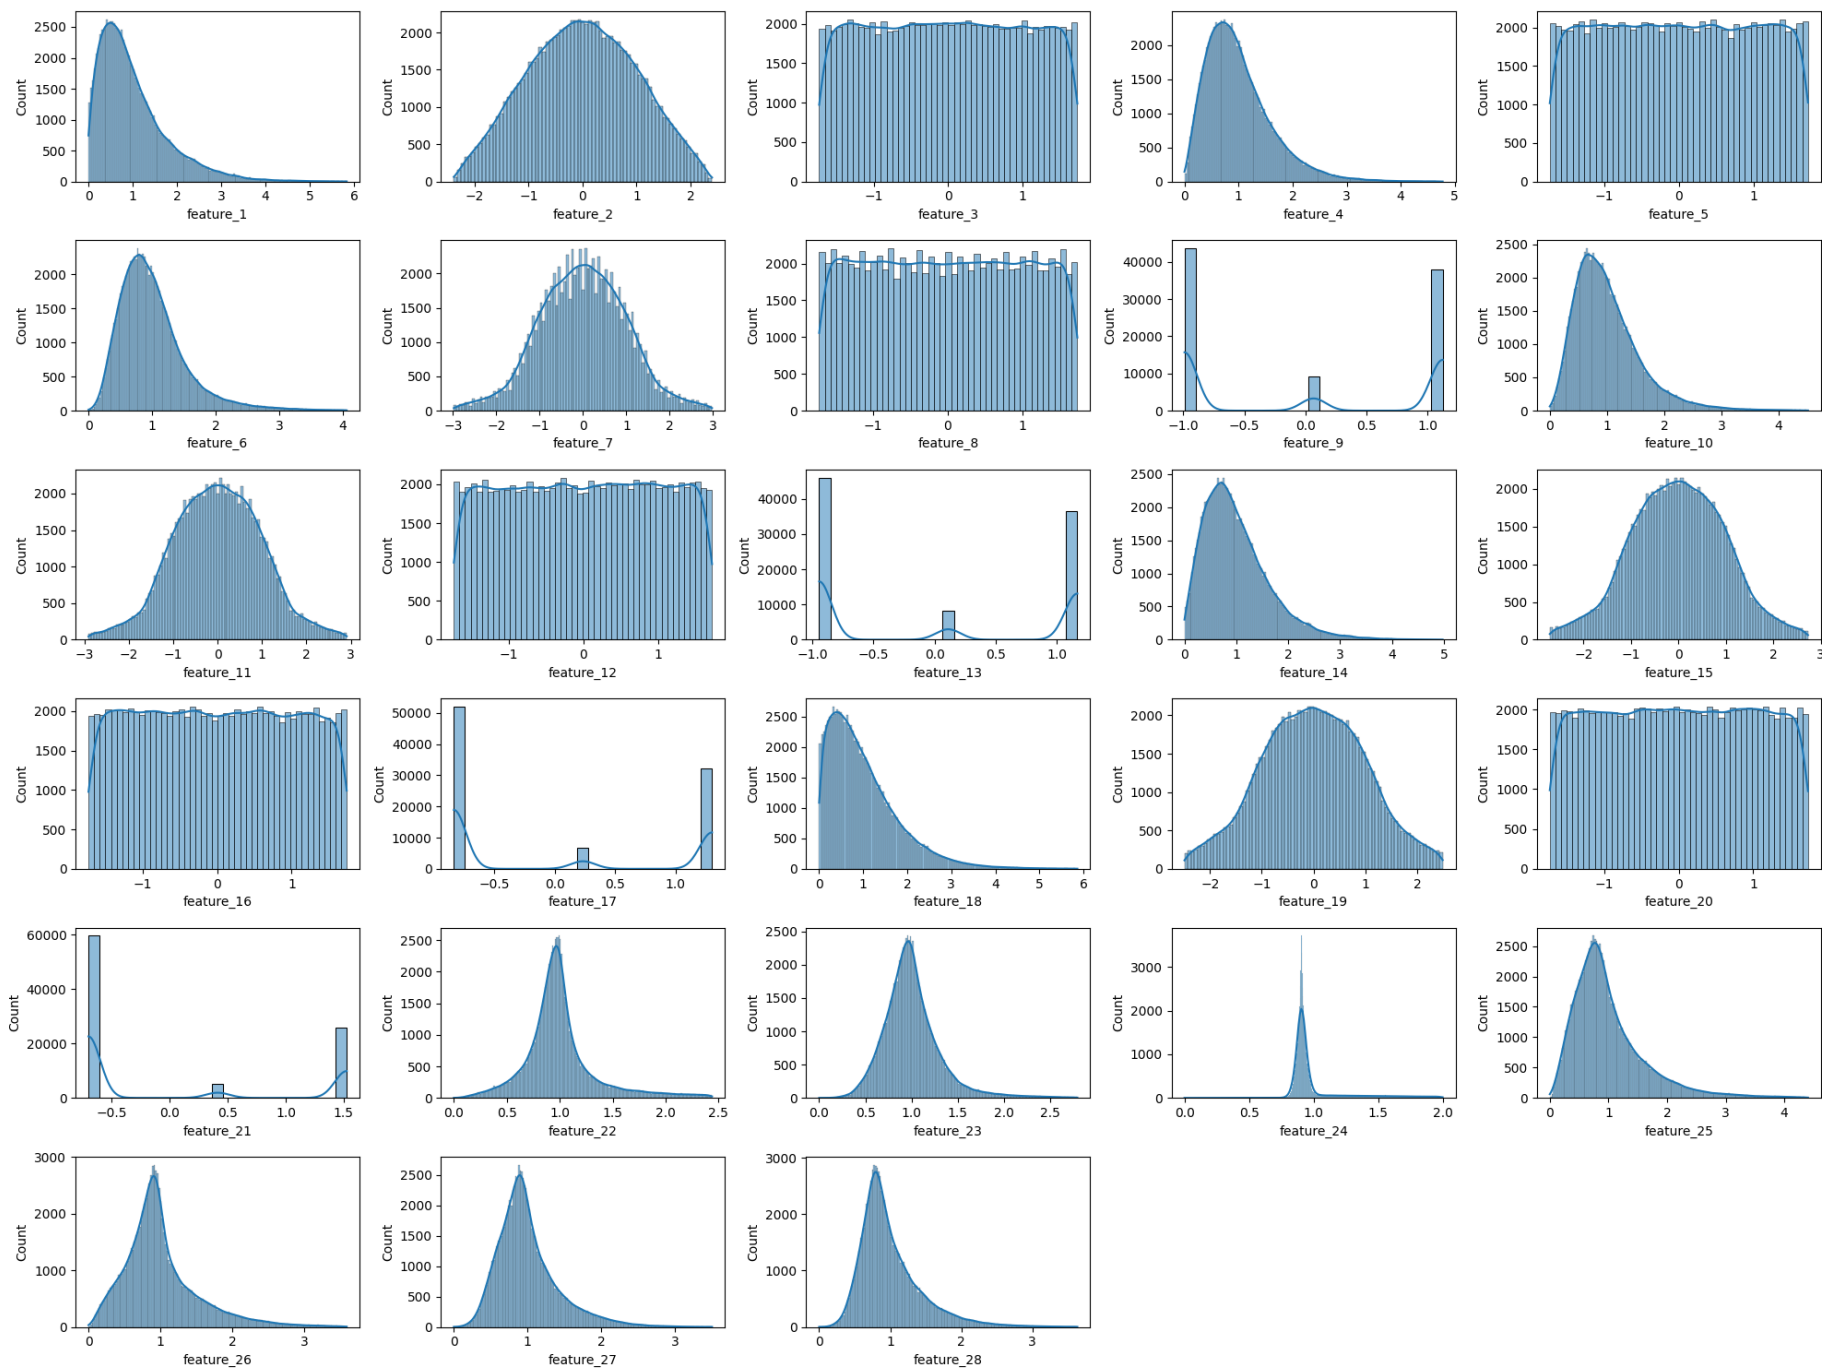 2500
2000
1500
1000
500
0
Count
0 1 2 3 4 5 6
feature_1
2000
1500
1000
500
0
Count
−2 −1 0 1 2
feature_2
2000
1500
1000
500
0
Count
−1 0 1
feature_3
2000
1500
1000
500
0
Count
0 1 2 3 4 5
feature_4
2000
1500
1000
500
0
Count
−1 0 1
feature_5
2000
1500
1000
500
0
Count
0 1 2 3 4
feature_6
2000
1500
1000
500
0
Count
−3 −2 −1 0 1 2 3
feature_7
2000
1500
1000
500
0
Count
−1 0 1
feature_8
40000
30000
20000
10000
0
Count
−1.0 −0.5 0.0 0.5 1.0
feature_9
2500
2000
1500
1000
500
0
Count
0 1 2 3 4
feature_10
2000
1500
1000
500
0
Count
−3 −2 −1 0 1 2 3
feature_11
2000
1500
1000
500
0
Count
−1 0 1
feature_12
40000
30000
20000
10000
0
Count
−1.0 −0.5 0.0 0.5 1.0
feature_13
2500
2000
1500
1000
500
0
Count
0 1 2 3 4 5
feature_14
2000
1500
1000
500
0
Count
−2 −1 0 1 2 3
feature_15
2000
1500
1000
500
0
Count
−1 0 1
feature_16
50000
40000
30000
20000
10000
0
Count
−0.5 0.0 0.5 1.0
feature_17
2500
2000
1500
1000
500
0
Count
0 1 2 3 4 5 6
feature_18
2000
1500
1000
500
0
Count
−2 −1 0 1 2
feature_19
2000
1500
1000
500
0
Count
−1 0 1
feature_20
60000
40000
20000
0
Count
−0.5 0.0 0.5 1.0 1.5
feature_21
2500
2000
1500
1000
500
0
Count
0.0 0.5 1.0 1.5 2.0 2.5
feature_22
2500
2000
1500
1000
500
0
Count
0.0 0.5 1.0 1.5 2.0 2.5
feature_23
3000
2000
1000
0
Count
0.0 0.5 1.0 1.5 2.0
feature_24
2500
2000
1500
1000
500
0
Count
0 1 2 3 4
feature_25
3000
2000
1000
0
Count
0 1 2 3
feature_26
2500
2000
1500
1000
500
0
Count
0 1 2 3
feature_27
3000
2000
1000
0
Count
0 1 2 3
feature_28